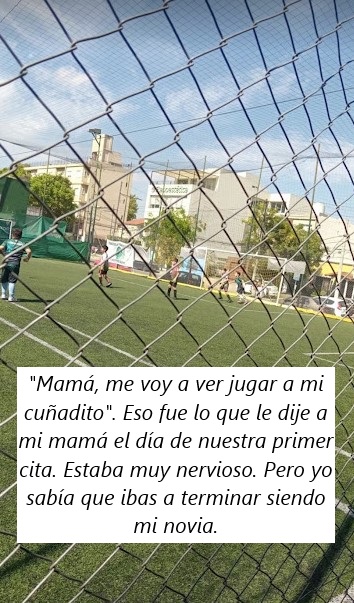 "Mamá, me voy a ver jugar a mi
cuñadito". Eso fue lo que le dije a
mi mamá el día de nuestra primer
cita. Estaba muy nervioso. Pero yo
sabía que ibas a terminar siendo
mi novia.